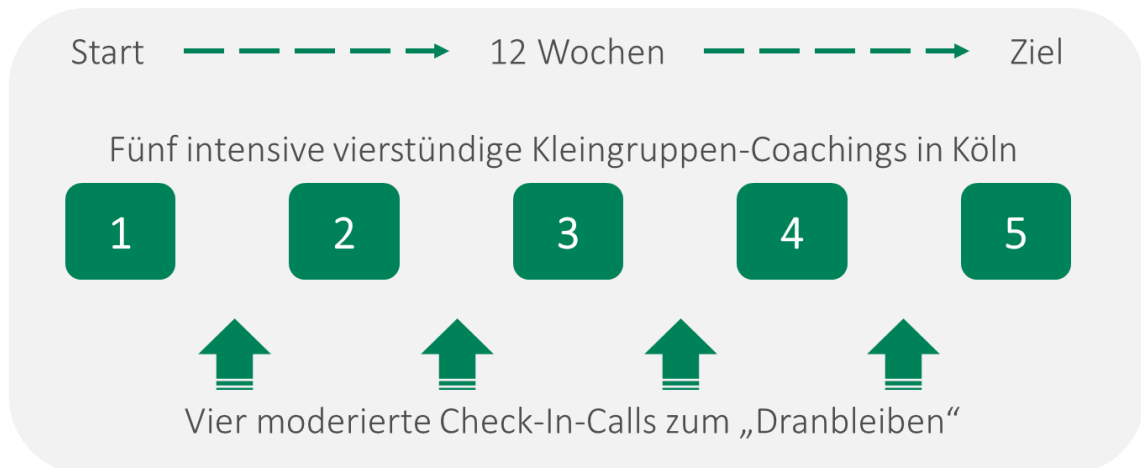 Start 12 Wochen Ziel
Fünf intensive vierstündige Kleingruppen-Coachings in Köln
1 2 3 4 5
Vier moderierte Check-In-Calls zum „Dranbleiben“